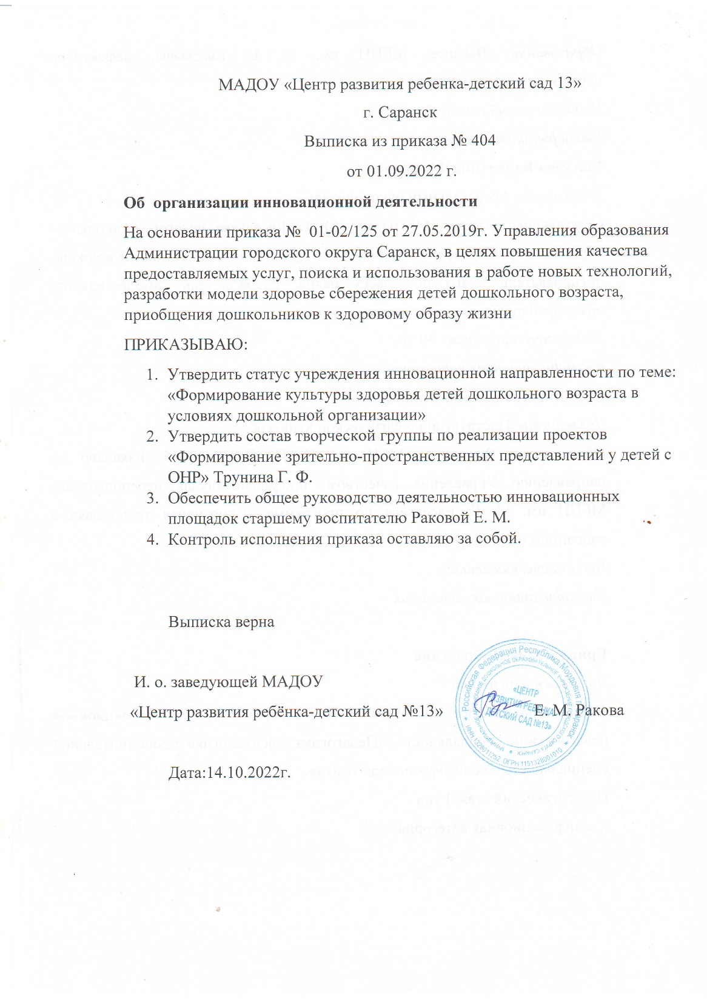 МАДОУ «Центр развития ребенка-детский сад 13»
г. Саранск
Выписка из приказа № 404
от 01.09.2022 г.
Об  организации инновационной деятельности
На основании приказа №  01-02/125 от 27.05.2019г. Управления образования
Администрации городского округа Саранск, в целях повышения качества
предоставляемых услуг, поиска и использования в работе новых технологий,
разработки модели здоровье сбережения детей дошкольного возраста,
приобщения дошкольников к здоровому образу жизни
ПРИКАЗЫВАЮ:
1. Утвердить статус учреждения инновационной направленности по теме:
«Формирование культуры здоровья детей дошкольного возраста в
условиях дошкольной организации»
2. Утвердить состав творческой группы по реализации проектов
«Формирование зрительно-пространственных представлений у детей с
ОНР» Трунина Г. Ф.
3. Обеспечить общее руководство деятельностью инновационных
площадок старшему воспитателю Раковой Е. М.
4. Контроль исполнения приказа оставляю за собой.
Выписка верна
И. о. заведующей МАДОУ
«Центр развития ребёнка-детский сад №13» Е. М. Ракова
Российская Федерация Республика Мордовия г. Саранск
ИНН 1328011252 ОГРН 1151328001010
«ЦЕНТР
РАЗВИТИЯ РЕБЕНКА
ДЕТСКИЙ САД №13»
Дата:14.10.2022г.